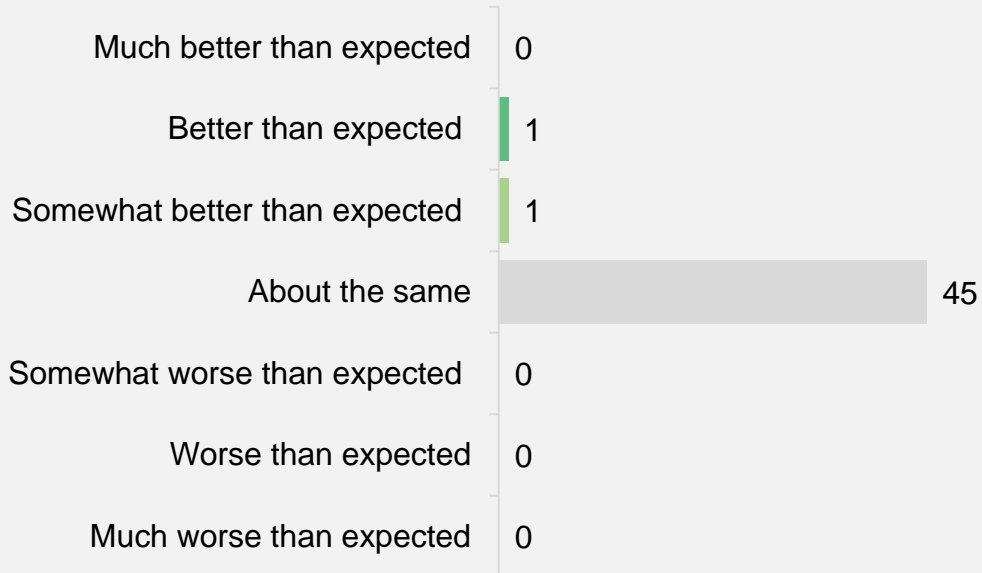 Much better than expected 0
Better than expected 1
Somewhat better than expected 1
About the same 45
Somewhat worse than expected 0
Worse than expected 0
Much worse than expected 0